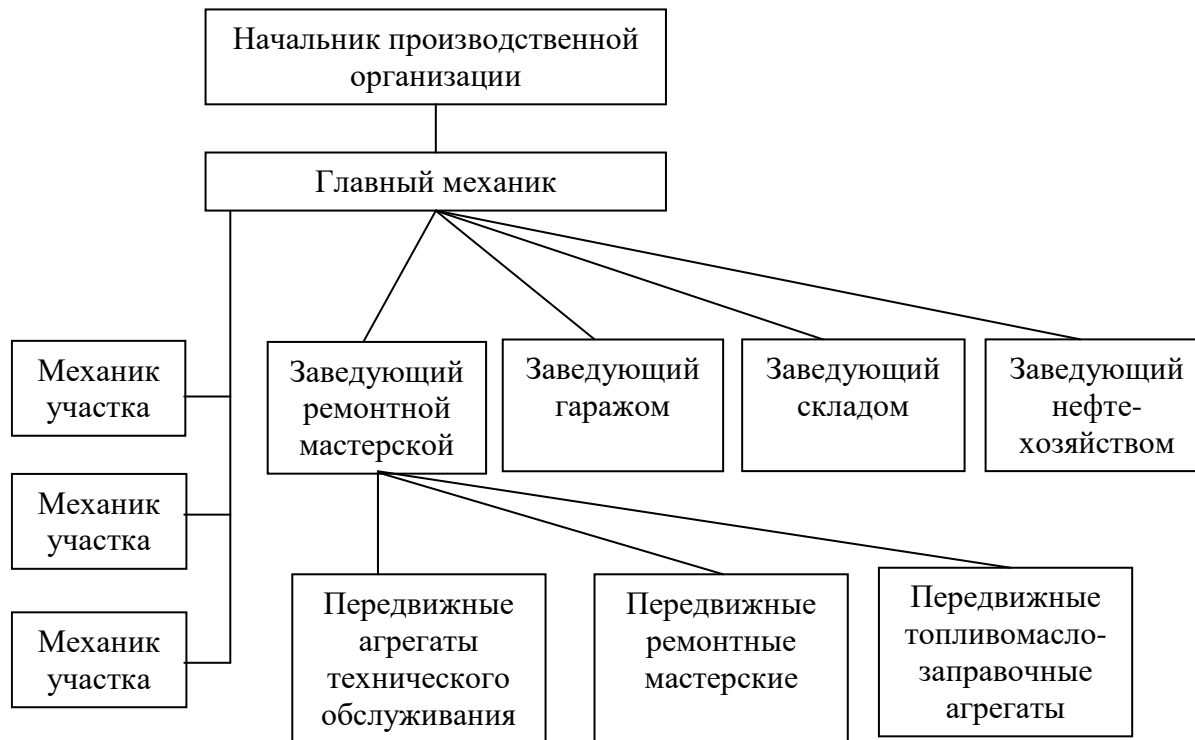 Начальник производственной
организации
Главный механик
Механик
участка
Механик
участка
Механик
участка
Заведующий
ремонтной
мастерской
Заведующий
гаражом
Заведующий
складом
Заведующий
нефте-
хозяйством
Передвижные
агрегаты
технического
обслуживания
Передвижные
ремонтные
мастерские
Передвижные
топливомасло-
заправочные
агрегаты